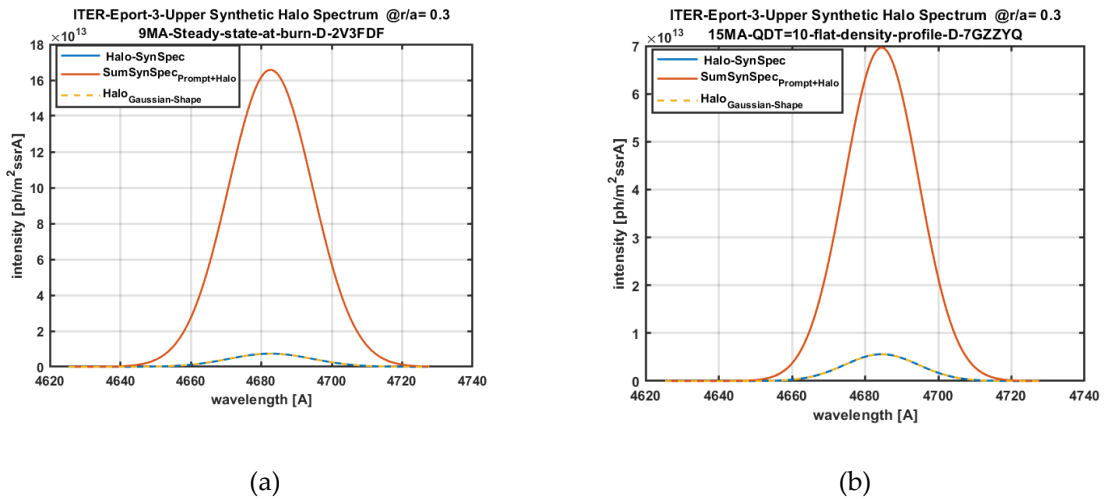 ITER-Eport-3-Upper Synthetic Halo Spectrum @r/a= 0.3
9MA-Steady-state-at-burn-D-2V3FDF
×10^13
18
16
14
12
10
8
6
4
2
0
intensity [ph/m^2ssrA]
Halo-SynSpec
SumSynSpec_Prompt+Halo
Halo_Gaussian-Shape
4620 4640 4660 4680 4700 4720 4740
wavelength [A]
(a)
ITER-Eport-3-Upper Synthetic Halo Spectrum @r/a= 0.3
15MA-QDT=10-flat-density-profile-D-7GZZYQ
×10^13
7
6
5
4
3
2
1
0
intensity [ph/m^2ssrA]
Halo-SynSpec
SumSynSpec_Prompt+Halo
Halo_Gaussian-Shape
4620 4640 4660 4680 4700 4720 4740
wavelength [A]
(b)